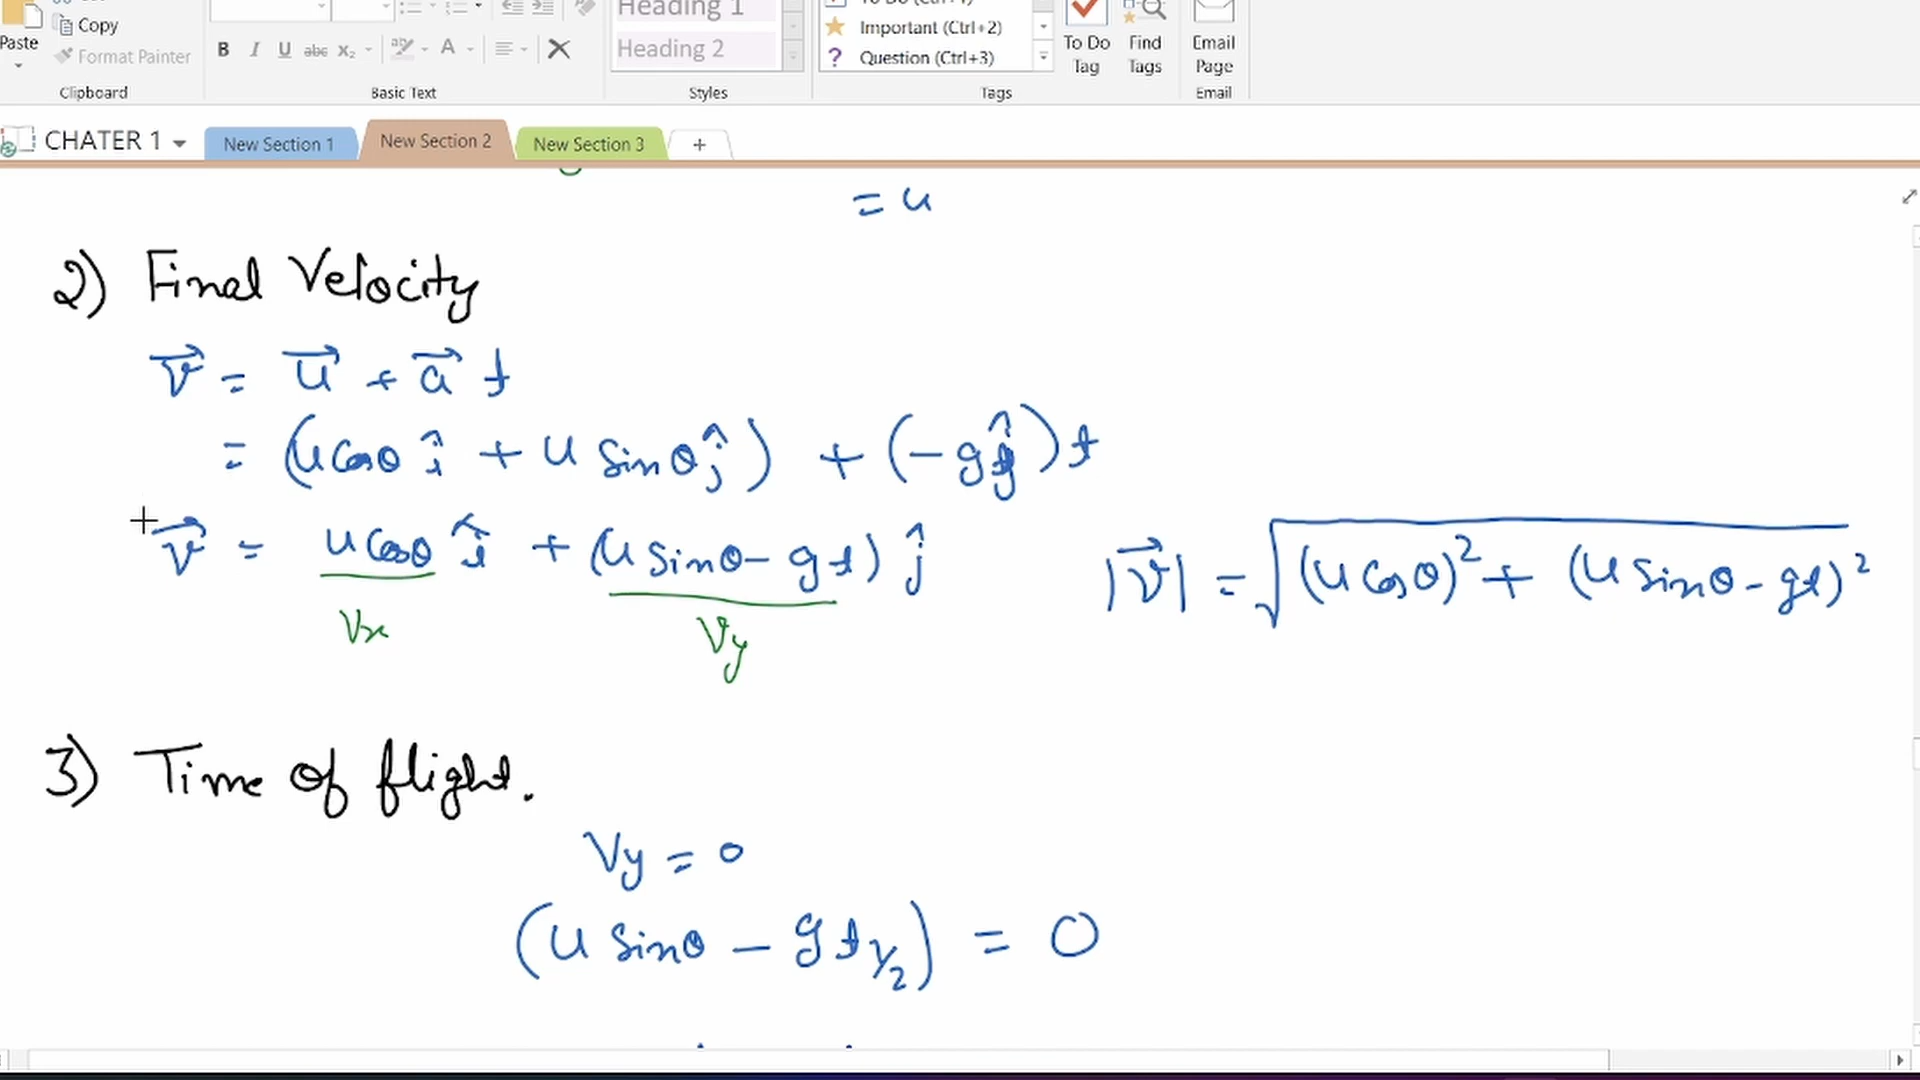 Paste
Copy
Format Painter
Clipboard
B I U abc x₂ A
Basic Text
Heading 1
Heading 2
Styles
Important (Ctrl+2)
? Question (Ctrl+3)
Tags
To Do Tag
Find Tags
Email Page
Email
CHATER 1
New Section 1
New Section 2
New Section 3
+
= u
2) Final Velocity
v⃗ = u⃗ + a⃗ t
= (u cosθ î + u sinθ ĵ) + (-g ĵ) t
v⃗ = u cosθ î + (u sinθ - gt) ĵ
|v⃗| = √((u cosθ)² + (u sinθ - gt)²)
Vx
Vy
3) Time of flight.
Vy = 0
(u sinθ - g t½) = 0